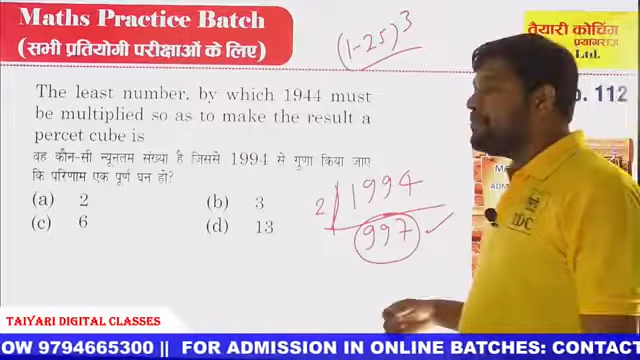 Maths Practice Batch
(सभी प्रतियोगी परीक्षाओं के लिए)
(1-25)³
तैयारी कोचिंग
प्रयागराज
Ltd.
The least number, by which 1944 must
be multiplied so as to make the result a
percet cube is
वह कौन-सी न्यूनतम संख्या है जिससे 1994 से गुणा किया जाए
कि परिणाम एक पूर्ण घन हो?
(a) 2
(b) 3
(c) 6
(d) 13
2 1994
997
112
TAIYARI DIGITAL CLASSES
OW 9794665300 || FOR ADMISSION IN ONLINE BATCHES: CONTACT